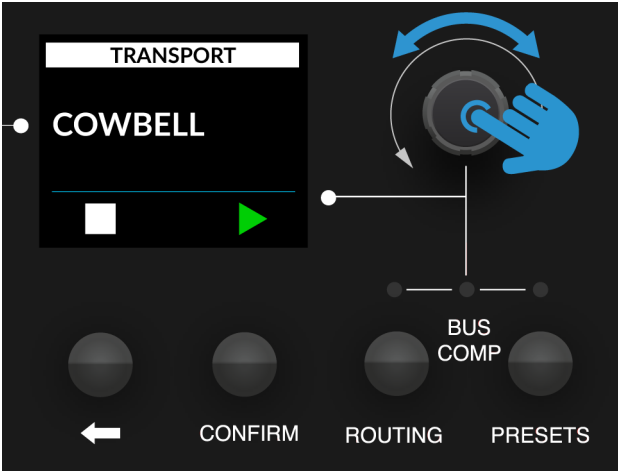 TRANSPORT
COWBELL
BUS
COMP
CONFIRM
ROUTING
PRESETS